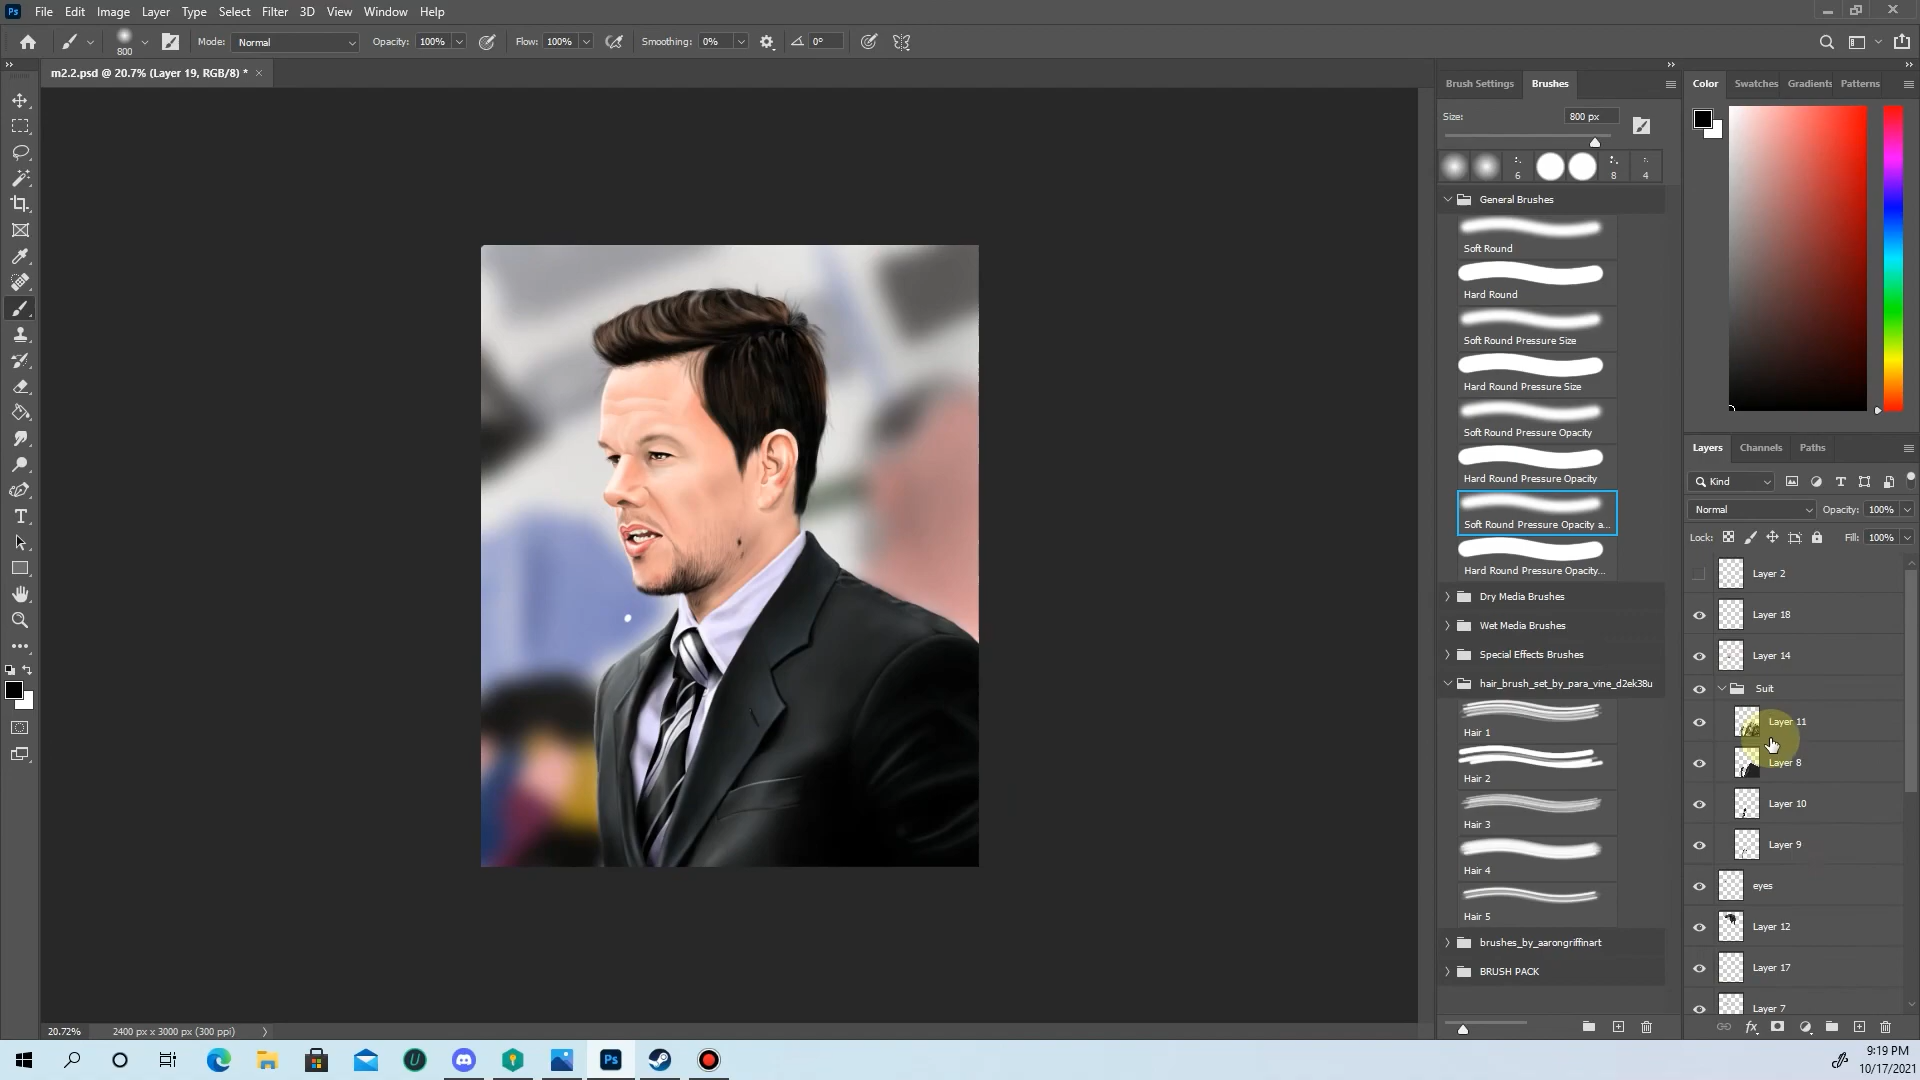 Ps File Edit Image Layer Type Select Filter 3D View Window Help
800 Mode: Normal Opacity: 100% Flow: 100% Smoothing: 0% 0°
m2.2.psd @ 20.7% (Layer 19, RGB/8) * ×
Brush Settings Brushes
Size: 800 px
6 8 4
General Brushes
Soft Round
Hard Round
Soft Round Pressure Size
Hard Round Pressure Size
Soft Round Pressure Opacity
Hard Round Pressure Opacity
Soft Round Pressure Opacity a...
Hard Round Pressure Opacity...
Dry Media Brushes
Wet Media Brushes
Special Effects Brushes
hair_brush_set_by_para_vine_d2ek38u
Hair 1
Hair 2
Hair 3
Hair 4
Hair 5
brushes_by_aarongriffinart
BRUSH PACK
Color Swatches Gradients Patterns
Layers Channels Paths
Kind
Normal Opacity: 100%
Lock: Fill: 100%
Layer 2
Layer 18
Layer 14
Suit
Layer 11
Layer 8
Layer 10
Layer 9
eyes
Layer 12
Layer 17
Layer 7
fx
20.72% 2400 px x 3000 px (300 ppi)
Ps
9:19 PM
10/17/2021